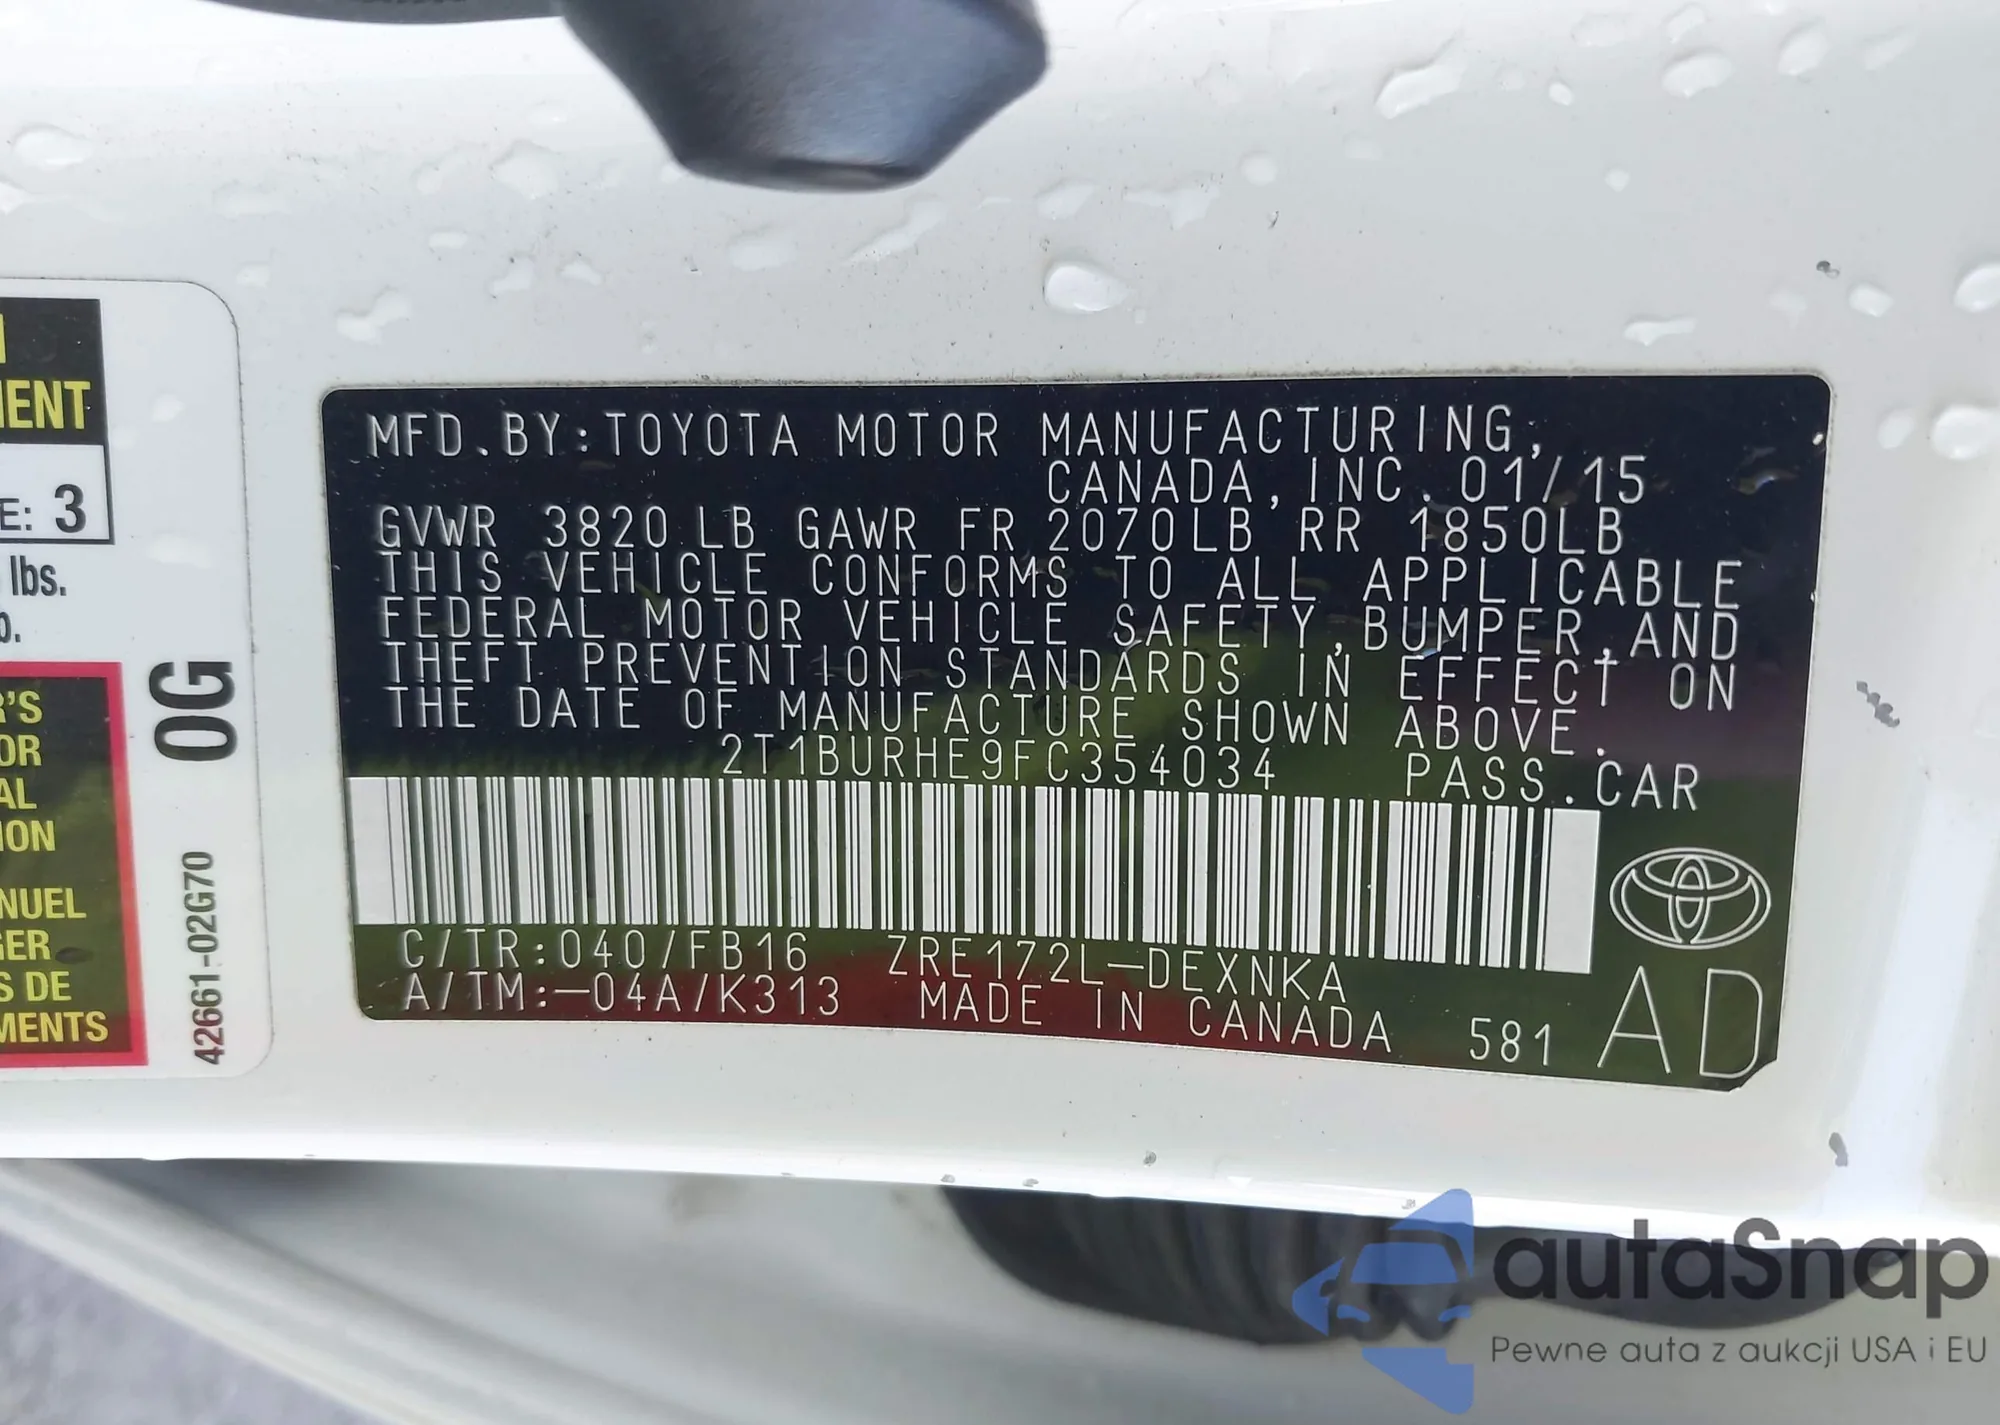 MENT
E: 3
lbs.
R'S
OR
AL
ION
NUEL
GER
S DE
MENTS
0G
42661-02G70
MFD.BY:TOYOTA MOTOR MANUFACTURING,
CANADA,INC. 01/15
GVWR 3820 LB GAWR FR 2070LB RR 1850LB
THIS VEHICLE CONFORMS TO ALL APPLICABLE
FEDERAL MOTOR VEHICLE SAFETY,BUMPER,AND
THEFT PREVENTION STANDARDS IN EFFECT ON
THE DATE OF MANUFACTURE SHOWN ABOVE.
2T1BURHE9FC354034 PASS.CAR
C/TR:040/FB16 ZRE172L-DEXNKA
A/TM:-04A/K313 MADE IN CANADA 581 AD
autaSnap
Pewne auta z aukcji USA i EU